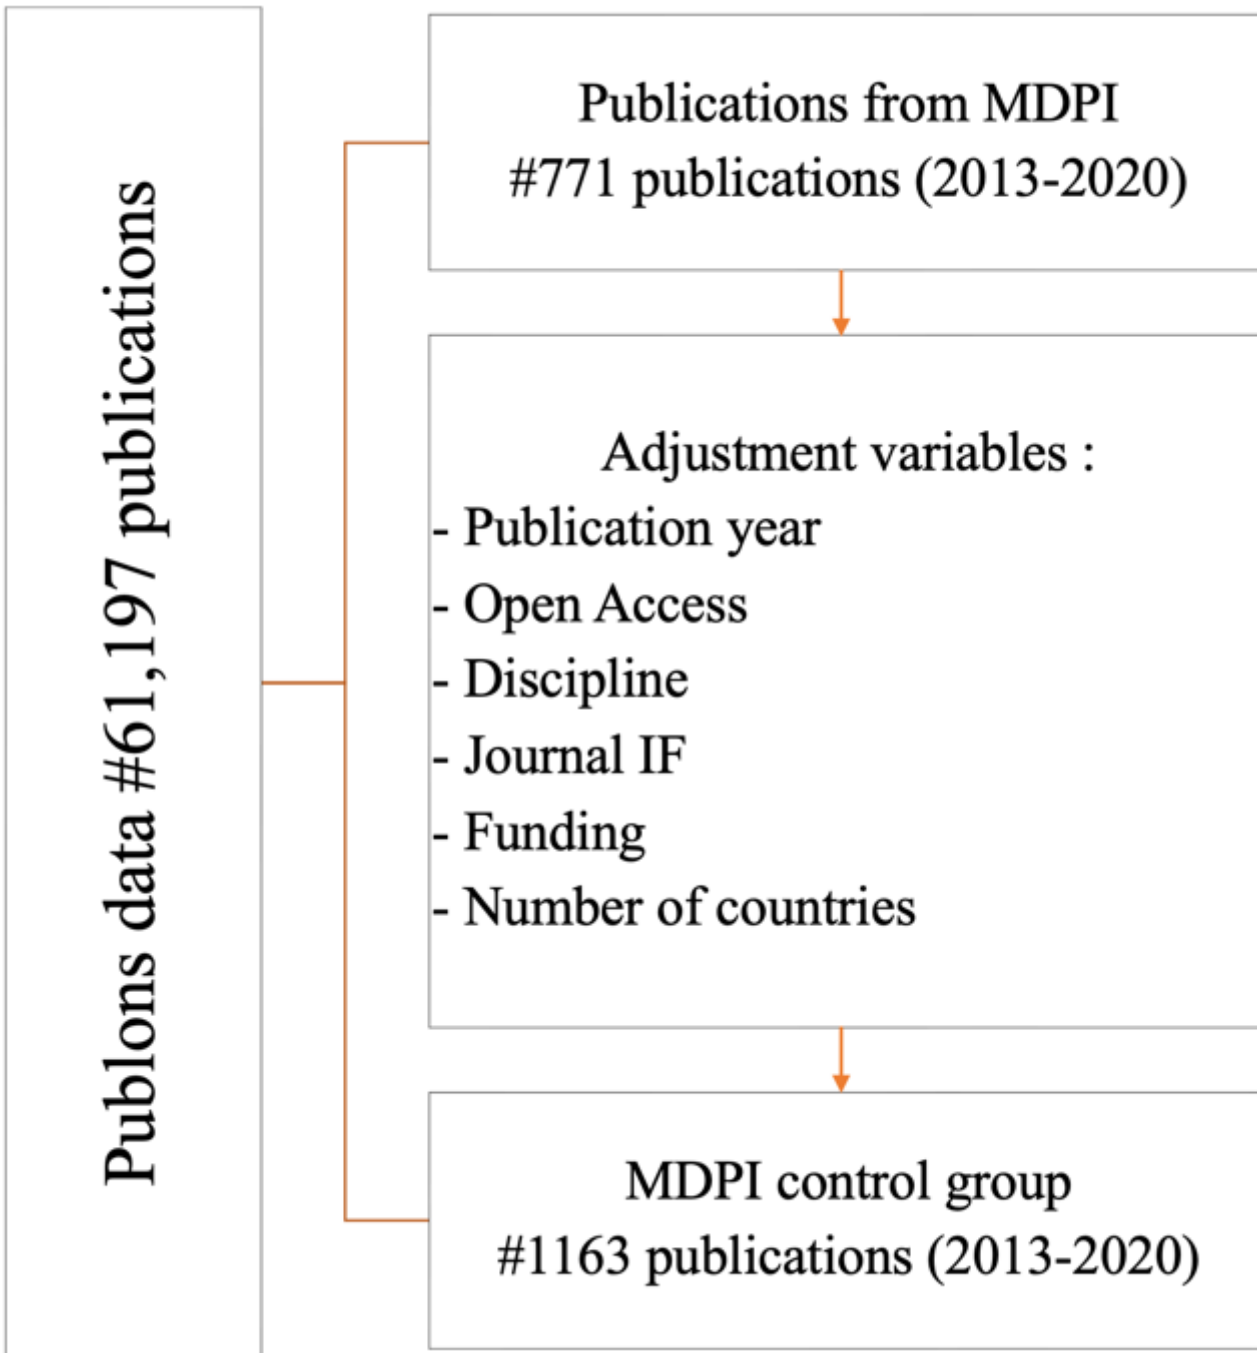 Publons data #61,197 publications
Publications from MDPI
#771 publications (2013-2020)
Adjustment variables :
- Publication year
- Open Access
- Discipline
- Journal IF
- Funding
- Number of countries
MDPI control group
#1163 publications (2013-2020)